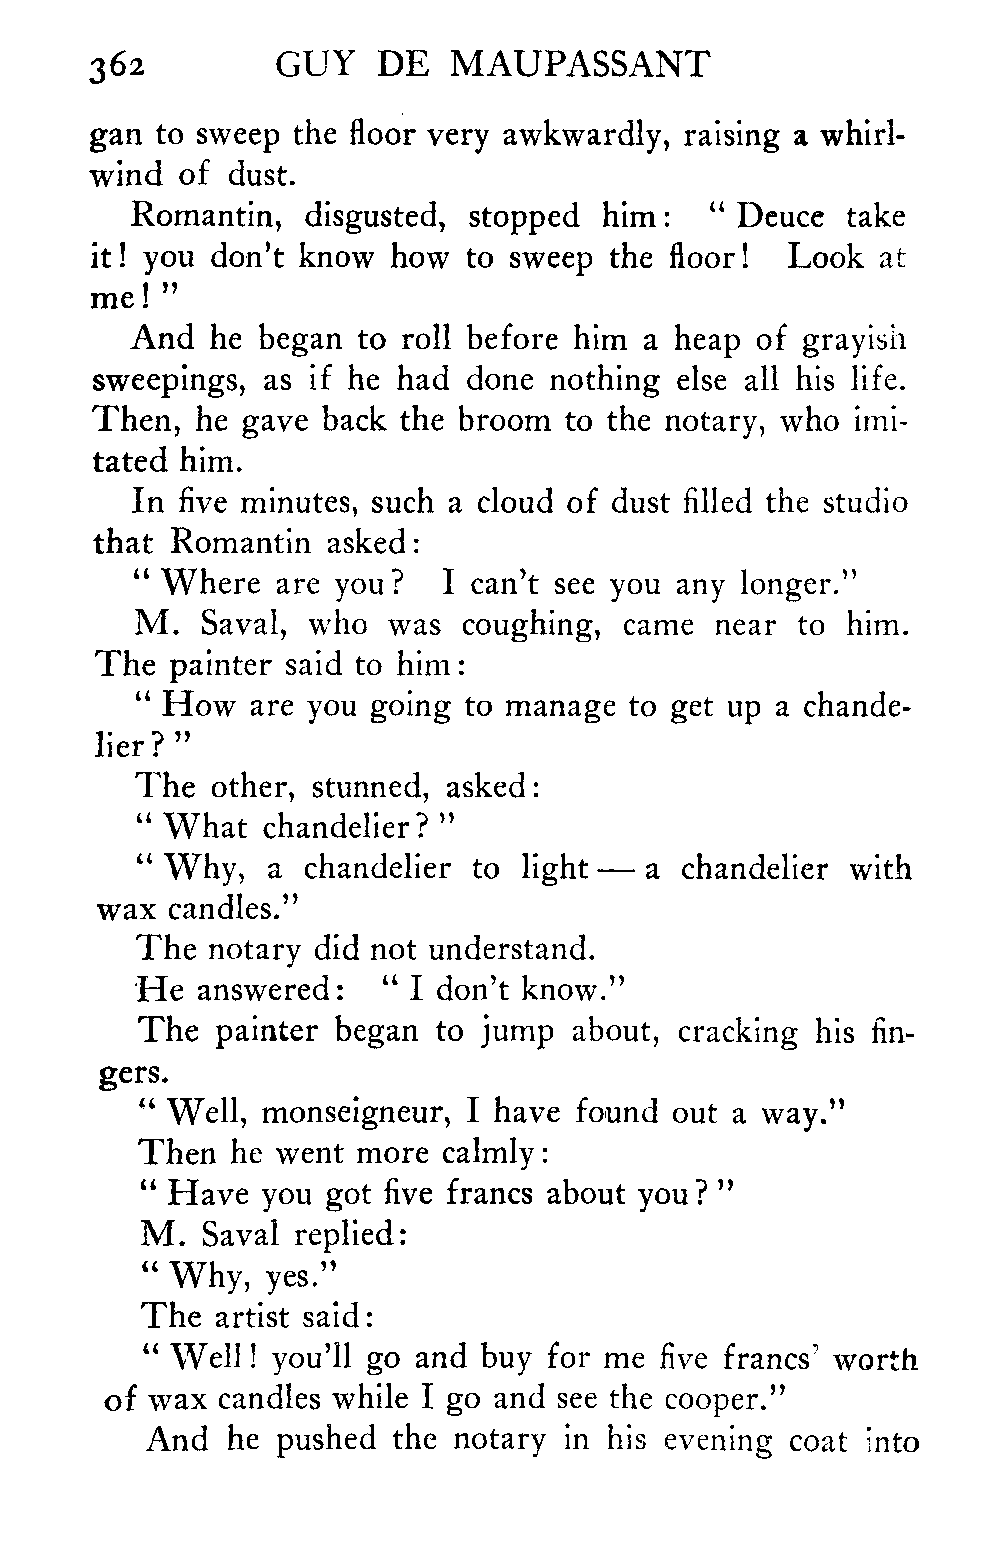 362 GUY DE MAUPASSANT
gan to sweep the floor very awkwardly, raising a whirl-
wind of dust.
Romantin, disgusted, stopped him: " Deuce take
it! you don't know how to sweep the floor! Look at
me! "
And he began to roll before him a heap of grayish
sweepings, as if he had done nothing else all his life.
Then, he gave back the broom to the notary, who imi-
tated him.
In five minutes, such a cloud of dust filled the studio
that Romantin asked:
" Where are you? I can't see you any longer."
M. Saval, who was coughing, came near to him.
The painter said to him:
" How are you going to manage to get up a chande-
lier? "
The other, stunned, asked:
" What chandelier? "
" Why, a chandelier to light — a chandelier with
wax candles."
The notary did not understand.
He answered: " I don't know."
The painter began to jump about, cracking his fin-
gers.
" Well, monseigneur, I have found out a way."
Then he went more calmly:
" Have you got five francs about you? "
M. Saval replied:
" Why, yes."
The artist said:
" Well! you'll go and buy for me five francs' worth
of wax candles while I go and see the cooper."
And he pushed the notary in his evening coat into